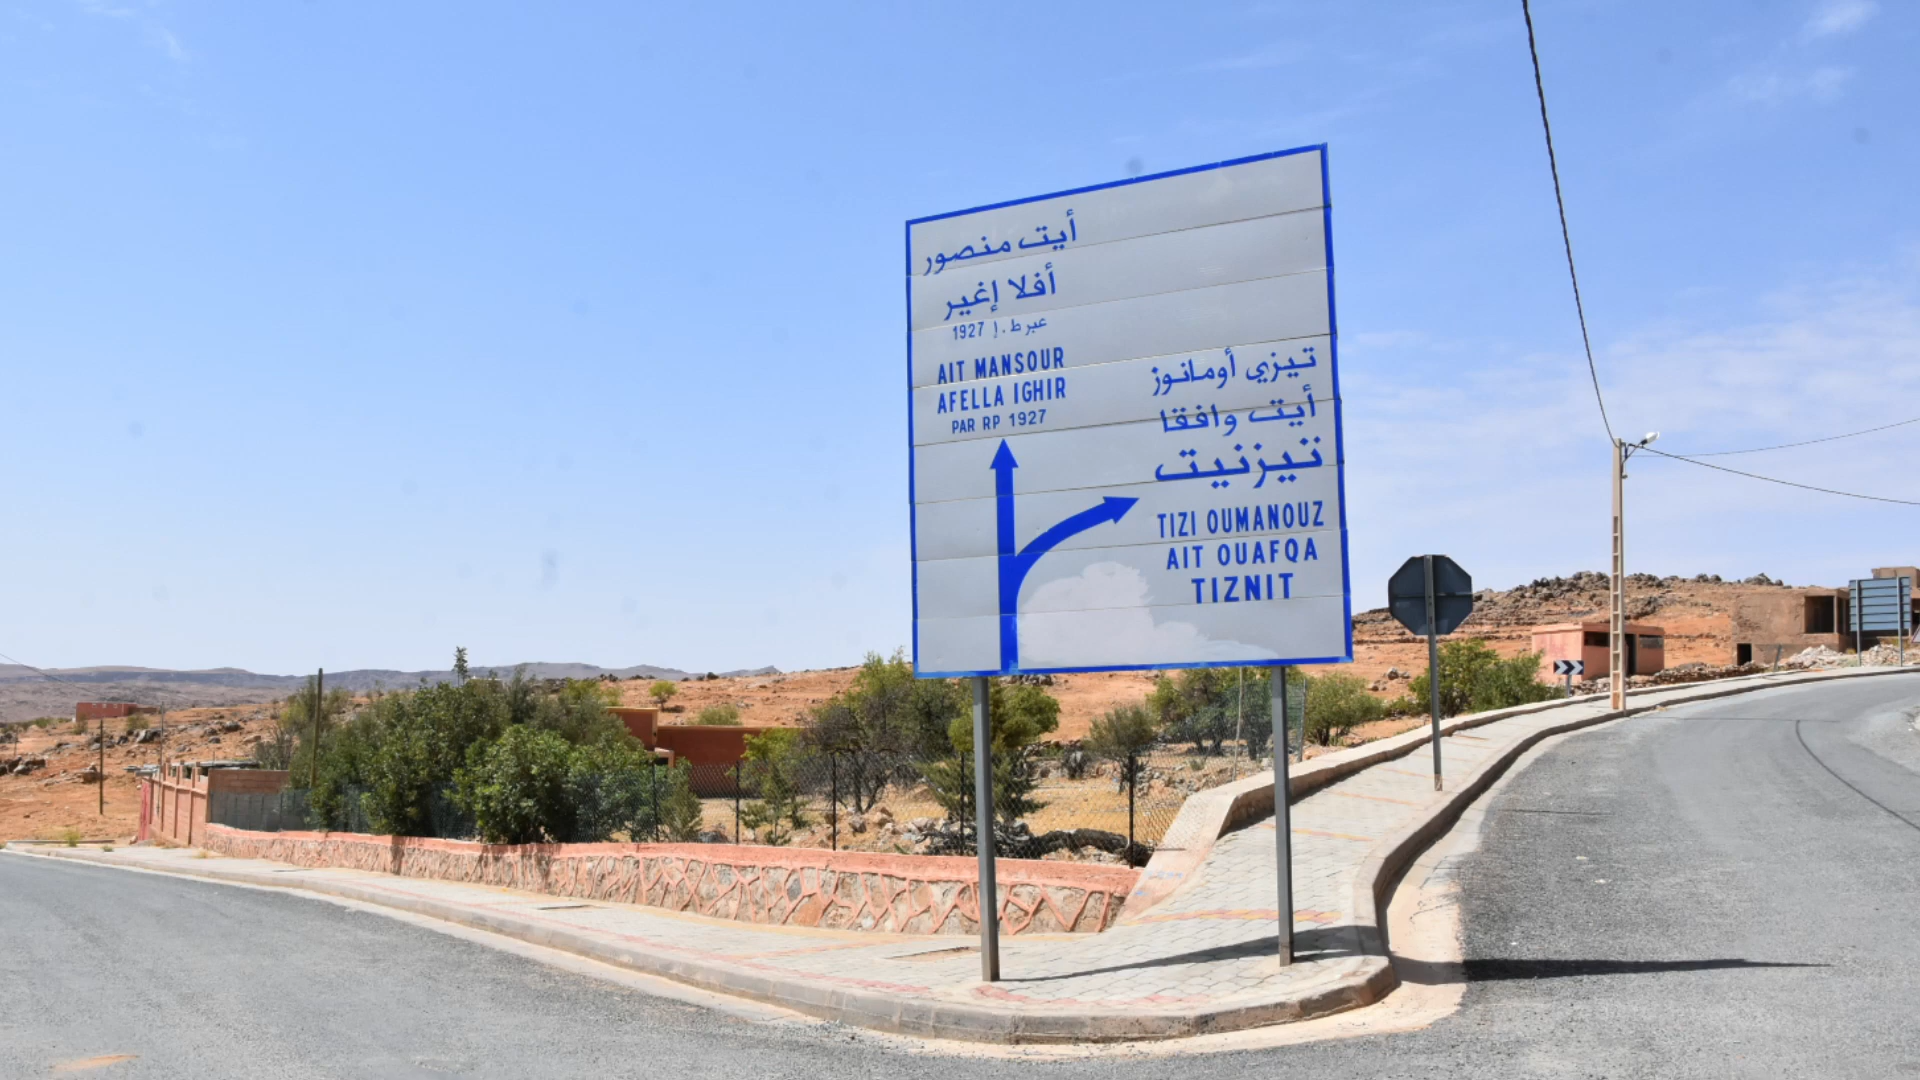 أيت منصور
أفلا إغير
عبر ط.إ 1927
AIT MANSOUR
AFELLA IGHIR
PAR RP 1927
تيزي أومانوز
أيت وافقا
تيزنيت
TIZI OUMANOUZ
AIT OUAFQA
TIZNIT